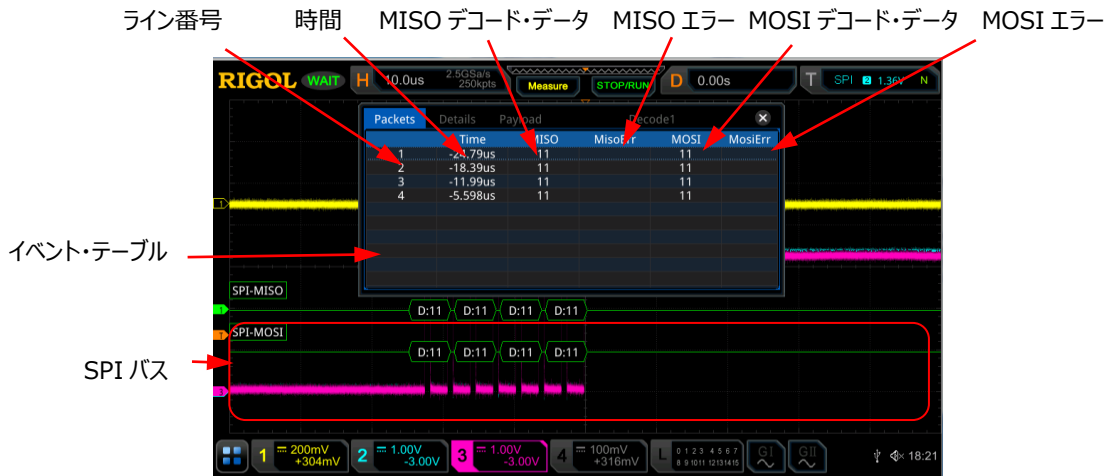 ライン番号 時間 MISO デコード・データ MISO エラー MOSI デコード・データ MOSI エラー
RIGOL WAIT H 10.0us 2.5GSa/s 250kpts Measure STOP/RUN D 0.00s T SPI 2 1.36V N
Packets Details Payload Decode1
Time MISO MisoErr MOSI MosiErr
1 -24.79us 11 11
2 -18.39us 11 11
3 -11.99us 11 11
4 -5.598us 11 11
イベント・テーブル
SPI-MISO
D:11 D:11 D:11 D:11
SPI-MOSI
D:11 D:11 D:11 D:11
SPI バス
1 200mV +304mV 2 1.00V -3.00V 3 1.00V -3.00V 4 100mV +316mV L 0 1 2 3 4 5 6 7 8 9 10 11 12 13 14 15 GI GII 18:21